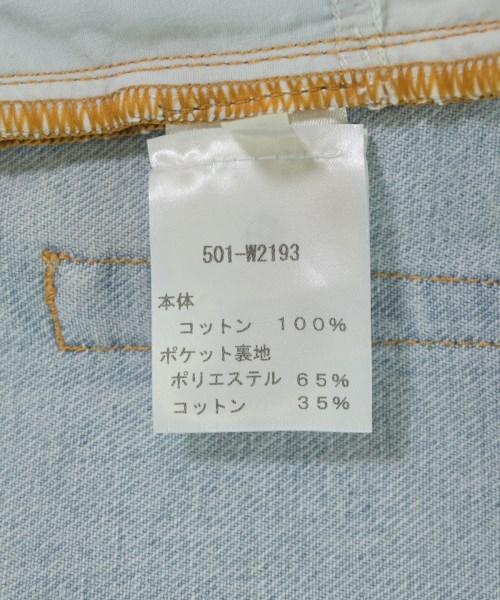 501-W2193
本体
コットン 100%
ポケット裏地
ポリエステル 65%
コットン 35%